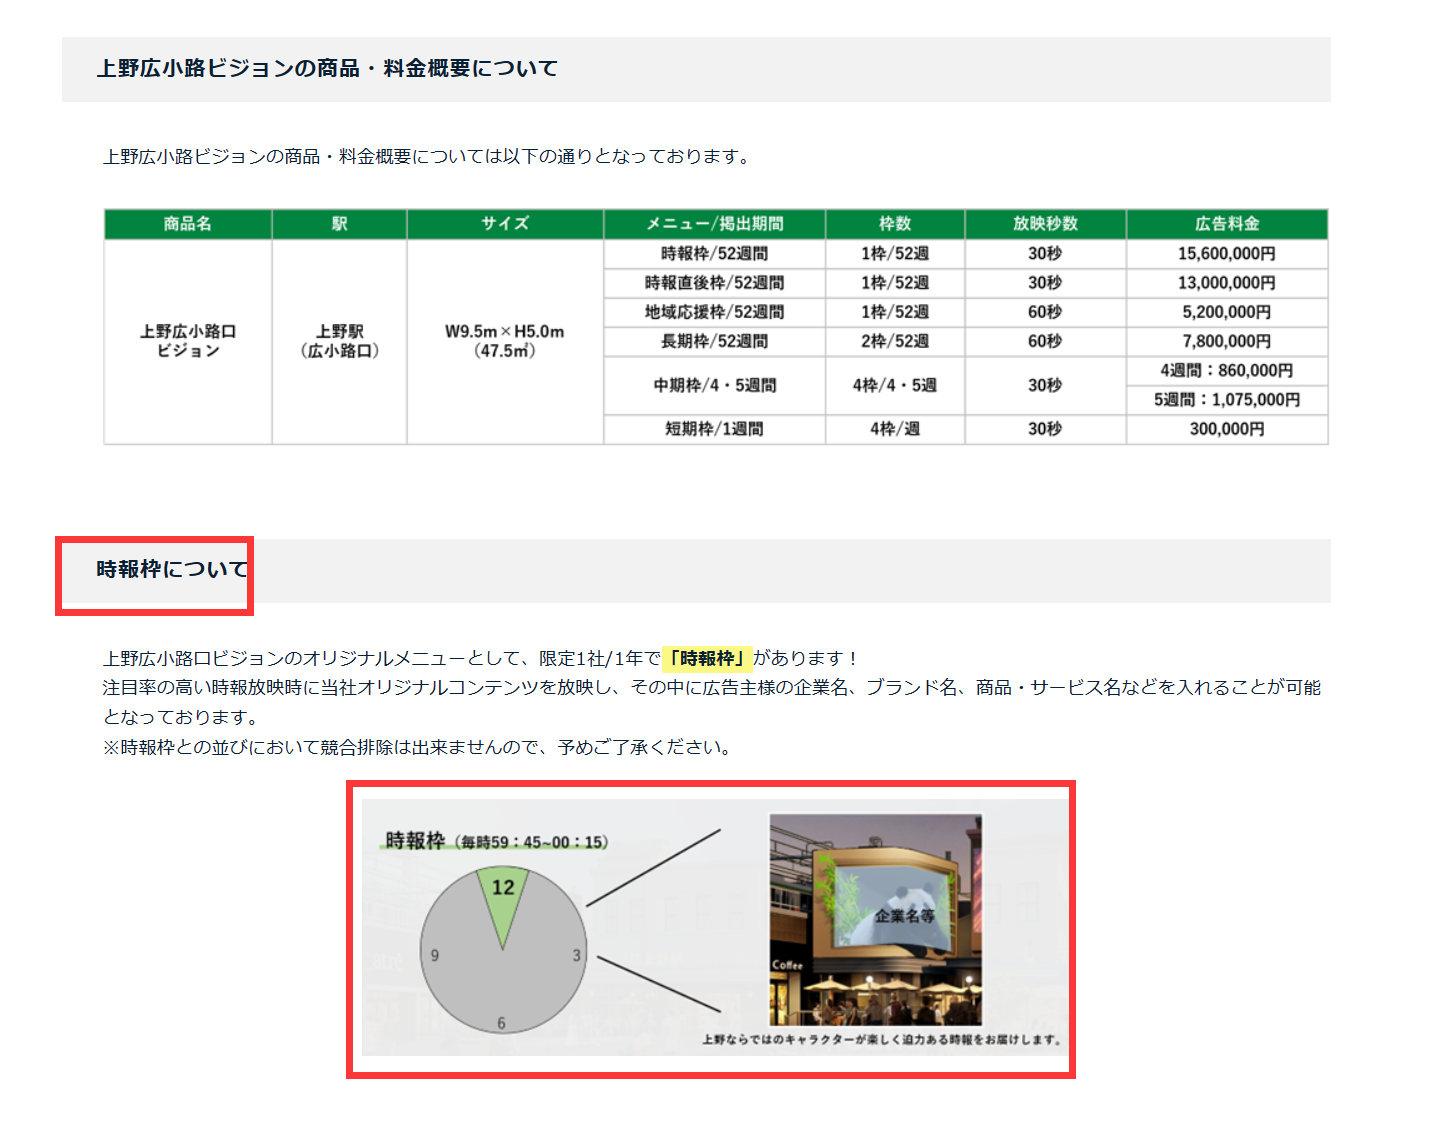 上野広小路ビジョンの商品・料金概要について
上野広小路ビジョンの商品・料金概要については以下の通りとなっております。
商品名 駅 サイズ メニュー/掲出期間 枠数 放映秒数 広告料金
上野広小路口
ビジョン
上野駅
（広小路口）
W9.5m×H5.0m
（47.5㎡）
時報枠/52週間 1枠/52週 30秒 15,600,000円
時報直後枠/52週間 1枠/52週 30秒 13,000,000円
地域応援枠/52週間 1枠/52週 60秒 5,200,000円
長期枠/52週間 2枠/52週 60秒 7,800,000円
中期枠/4・5週間 4枠/4・5週 30秒 4週間：860,000円
5週間：1,075,000円
短期枠/1週間 4枠/週 30秒 300,000円
時報枠について
上野広小路口ビジョンのオリジナルメニューとして、限定1社/1年で「時報枠」があります！
注目率の高い時報放映時に当社オリジナルコンテンツを放映し、その中に広告主様の企業名、ブランド名、商品・サービス名などを入れることが可能
となっております。
※時報枠との並びにおいて競合排除は出来ませんので、予めご了承ください。
時報枠（毎時59：45~00：15）
12
9
3
6
企業名等
Coffee
上野ならではのキャラクターが楽しく迫力ある時報をお届けします。